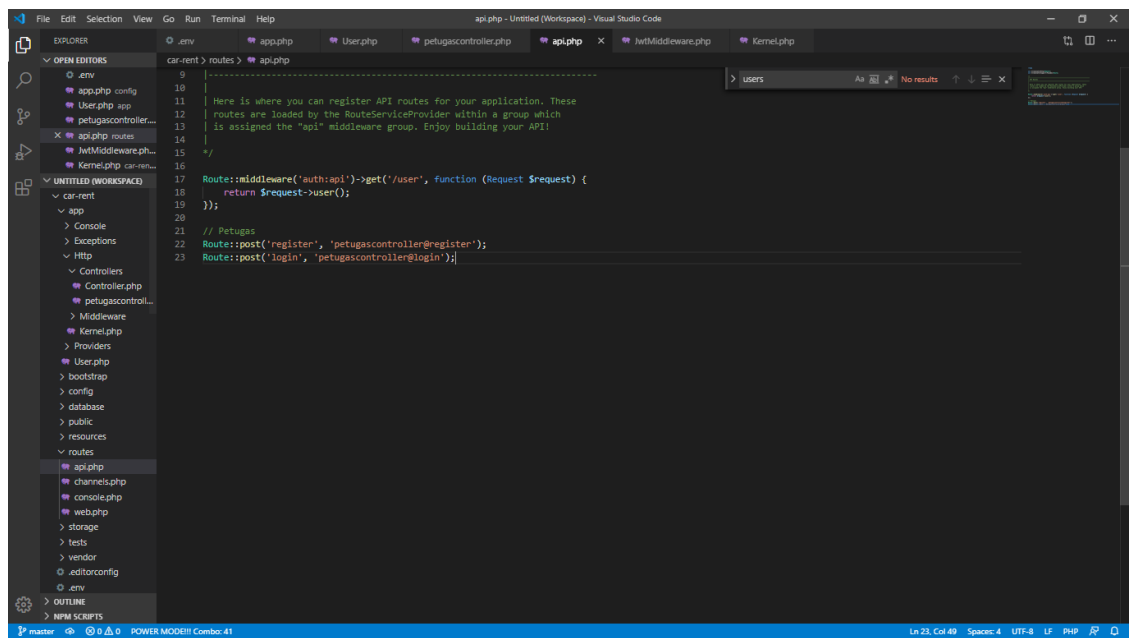 File Edit Selection View Go Run Terminal Help
api.php - Untitled (Workspace) - Visual Studio Code
EXPLORER
.env
app.php
User.php
petugascontroller.php
api.php
JwtMiddleware.php
Kernel.php
OPEN EDITORS
.env
app.php config
User.php app
petugascontroller....
api.php routes
JwtMiddleware.ph...
Kernel.php car-ren...
UNTITLED (WORKSPACE)
car-rent
app
Console
Exceptions
Http
Controllers
Controller.php
petugascontroll...
Middleware
Kernel.php
Providers
User.php
bootstrap
config
database
public
resources
routes
api.php
channels.php
console.php
web.php
storage
tests
vendor
.editorconfig
.env
OUTLINE
NPM SCRIPTS
car-rent > routes > api.php
users
Aa Abl .* No results
9 |--------------------------------------------------------------------------
10 |
11 | Here is where you can register API routes for your application. These
12 | routes are loaded by the RouteServiceProvider within a group which
13 | is assigned the "api" middleware group. Enjoy building your API!
14 |
15 */
16
17 Route::middleware('auth:api')->get('/user', function (Request $request) {
18 return $request->user();
19 });
20
21 // Petugas
22 Route::post('register', 'petugascontroller@register');
23 Route::post('login', 'petugascontroller@login');
master 0 0 POWER MODE!!! Combo: 41
Ln 23, Col 49 Spaces: 4 UTF-8 LF PHP